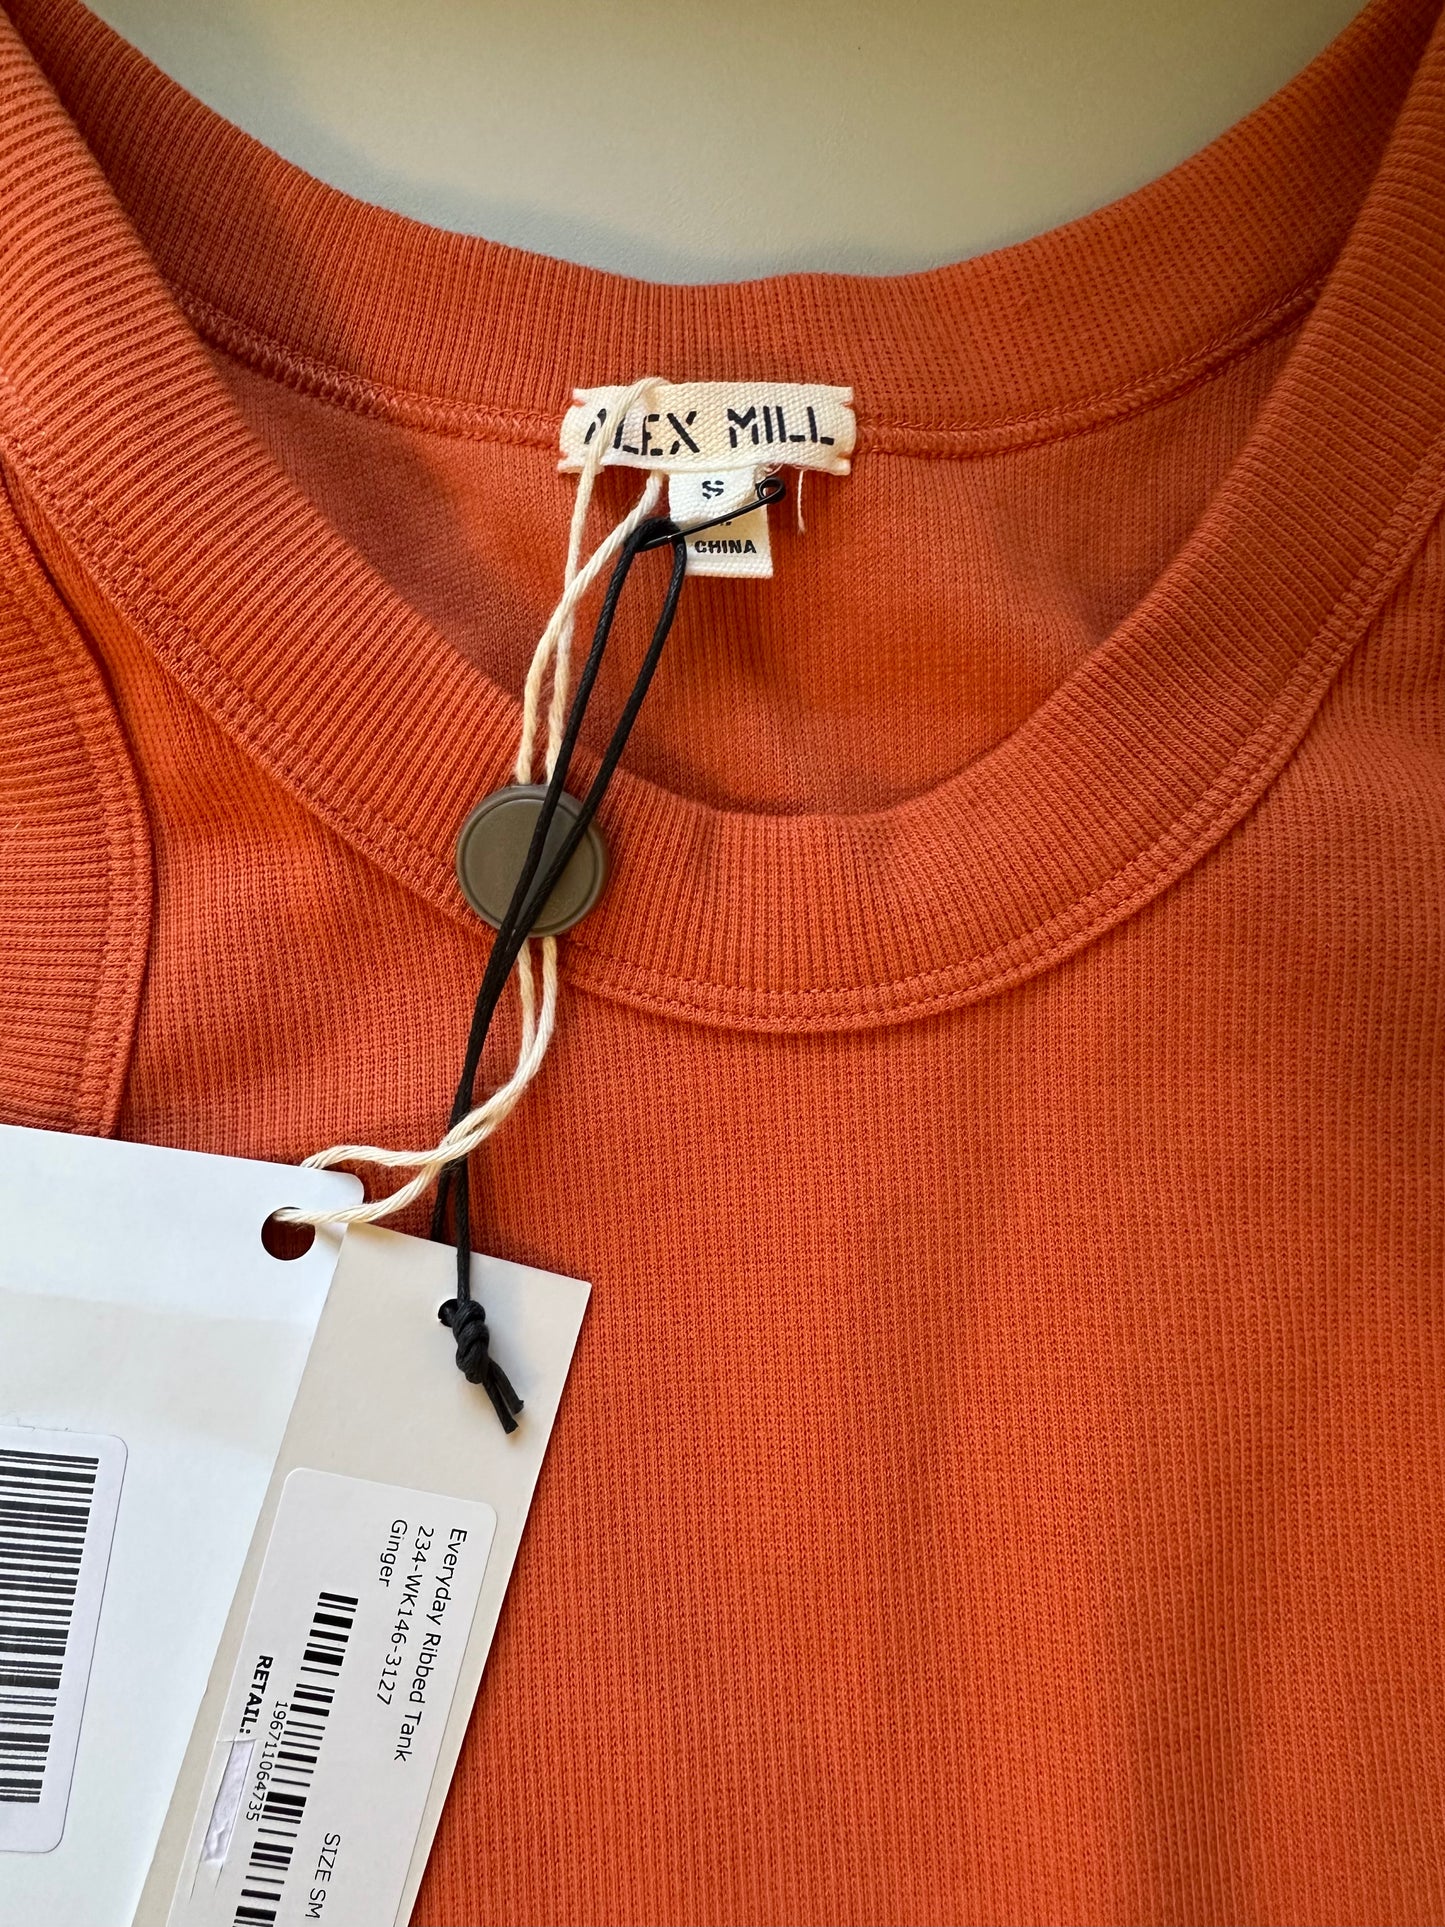 ALEX MILL
S
CHINA
Everyday Ribbed Tank
234-WK146-3127
Ginger
SIZE SM
196711064735
RETAIL: